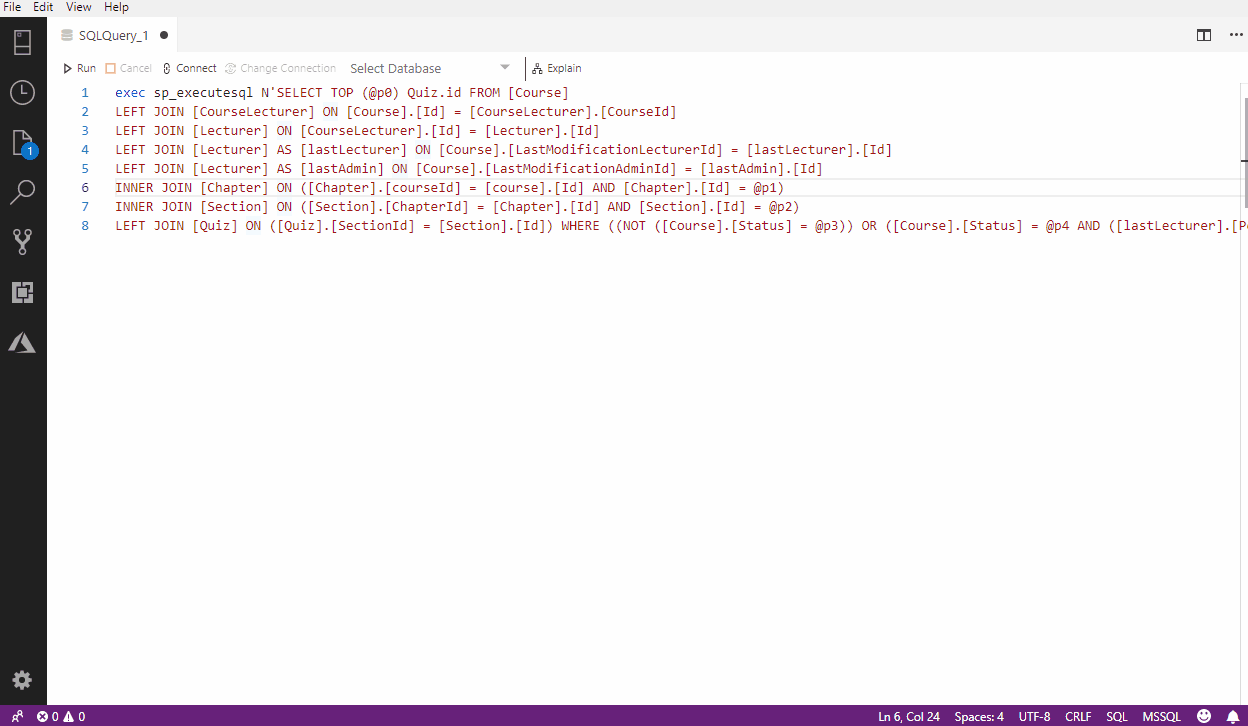 File Edit View Help
SQLQuery_1
Run Cancel Connect Change Connection Select Database Explain
1 exec sp_executesql N'SELECT TOP (@p0) Quiz.id FROM [Course]
2 LEFT JOIN [CourseLecturer] ON [Course].[Id] = [CourseLecturer].[CourseId]
3 LEFT JOIN [Lecturer] ON [CourseLecturer].[Id] = [Lecturer].[Id]
4 LEFT JOIN [Lecturer] AS [lastLecturer] ON [Course].[LastModificationLecturerId] = [lastLecturer].[Id]
5 LEFT JOIN [Lecturer] AS [lastAdmin] ON [Course].[LastModificationAdminId] = [lastAdmin].[Id]
6 INNER JOIN [Chapter] ON ([Chapter].[courseId] = [course].[Id] AND [Chapter].[Id] = @p1)
7 INNER JOIN [Section] ON ([Section].[ChapterId] = [Chapter].[Id] AND [Section].[Id] = @p2)
8 LEFT JOIN [Quiz] ON ([Quiz].[SectionId] = [Section].[Id]) WHERE ((NOT ([Course].[Status] = @p3)) OR ([Course].[Status] = @p4 AND ([lastLecturer].
1
0 0 Ln 6, Col 24 Spaces: 4 UTF-8 CRLF SQL MSSQL